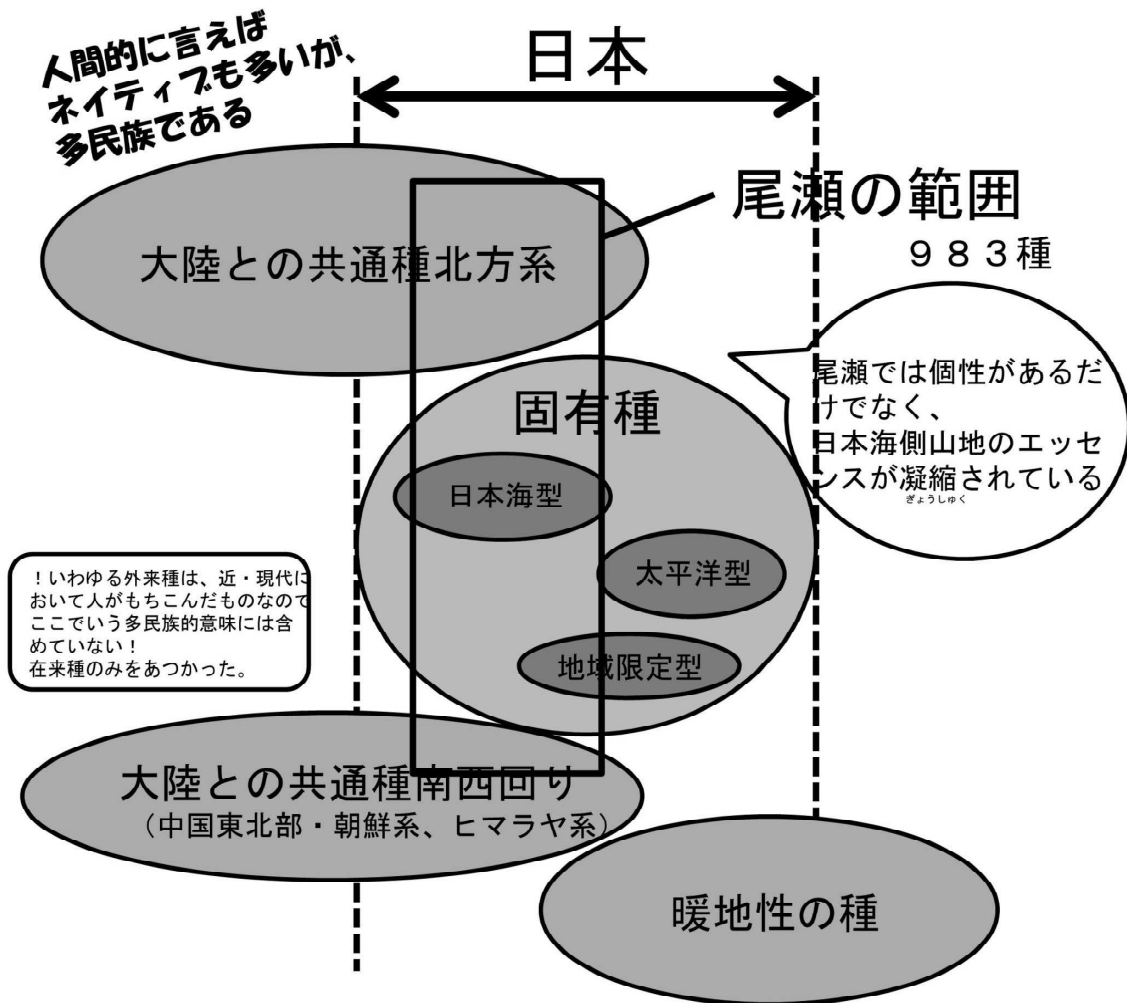 人間的に言えば
ネイティブも多いが、
多民族である
日本
尾瀬の範囲
983種
大陸との共通種北方系
尾瀬では個性があるだ
けでなく、
日本海側山地のエッセ
ンスが凝縮されている
ぎょうしゅく
固有種
日本海型
太平洋型
地域限定型
！いわゆる外来種は、近・現代に
おいて人がもちこんだものなので
ここでいう多民族的意味には含
めていない！
在来種のみをあつかった。
大陸との共通種南西回り
（中国東北部・朝鮮系、ヒマラヤ系）
暖地性の種